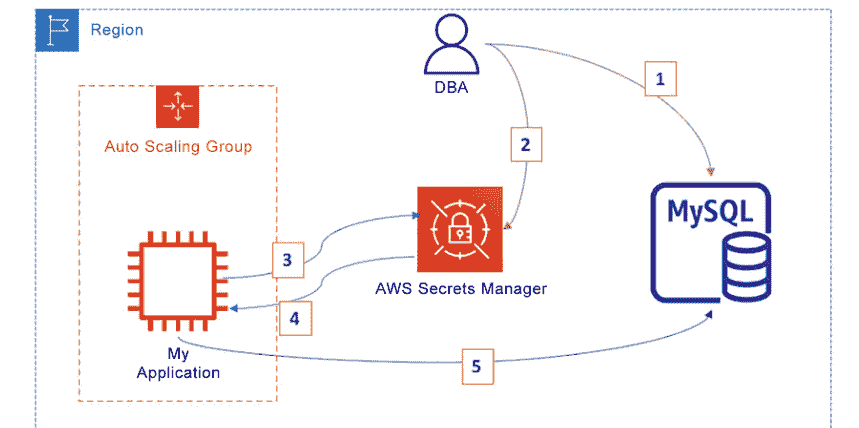 Region
DBA
1
Auto Scaling Group
2
MySQL
3
AWS Secrets Manager
4
My
Application
5